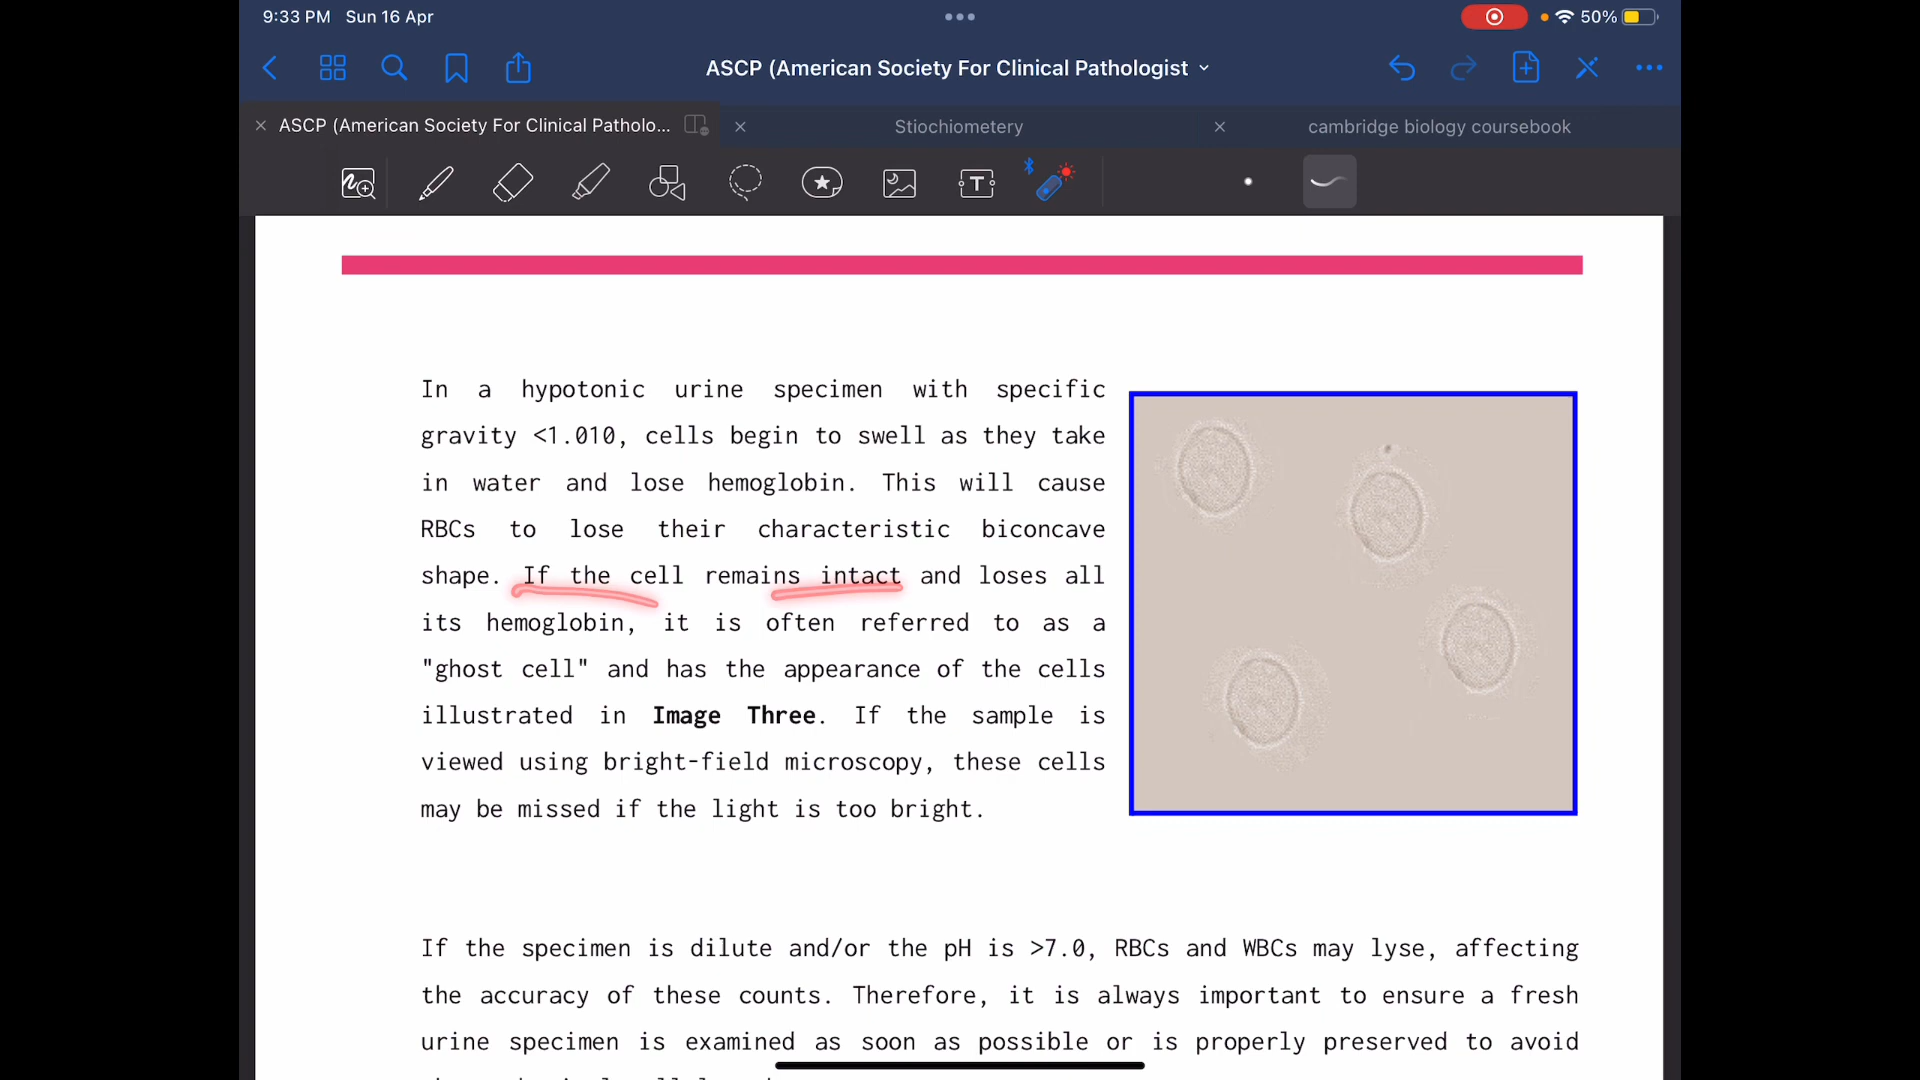 9:33 PM Sun 16 Apr
50%
ASCP (American Society For Clinical Pathologist
ASCP (American Society For Clinical Patholo...
Stiochiometery
cambridge biology coursebook
In a hypotonic urine specimen with specific
gravity <1.010, cells begin to swell as they take
in water and lose hemoglobin. This will cause
RBCs to lose their characteristic biconcave
shape. If the cell remains intact and loses all
its hemoglobin, it is often referred to as a
"ghost cell" and has the appearance of the cells
illustrated in Image Three. If the sample is
viewed using bright-field microscopy, these cells
may be missed if the light is too bright.
If the specimen is dilute and/or the pH is >7.0, RBCs and WBCs may lyse, affecting
the accuracy of these counts. Therefore, it is always important to ensure a fresh
urine specimen is examined as soon as possible or is properly preserved to avoid